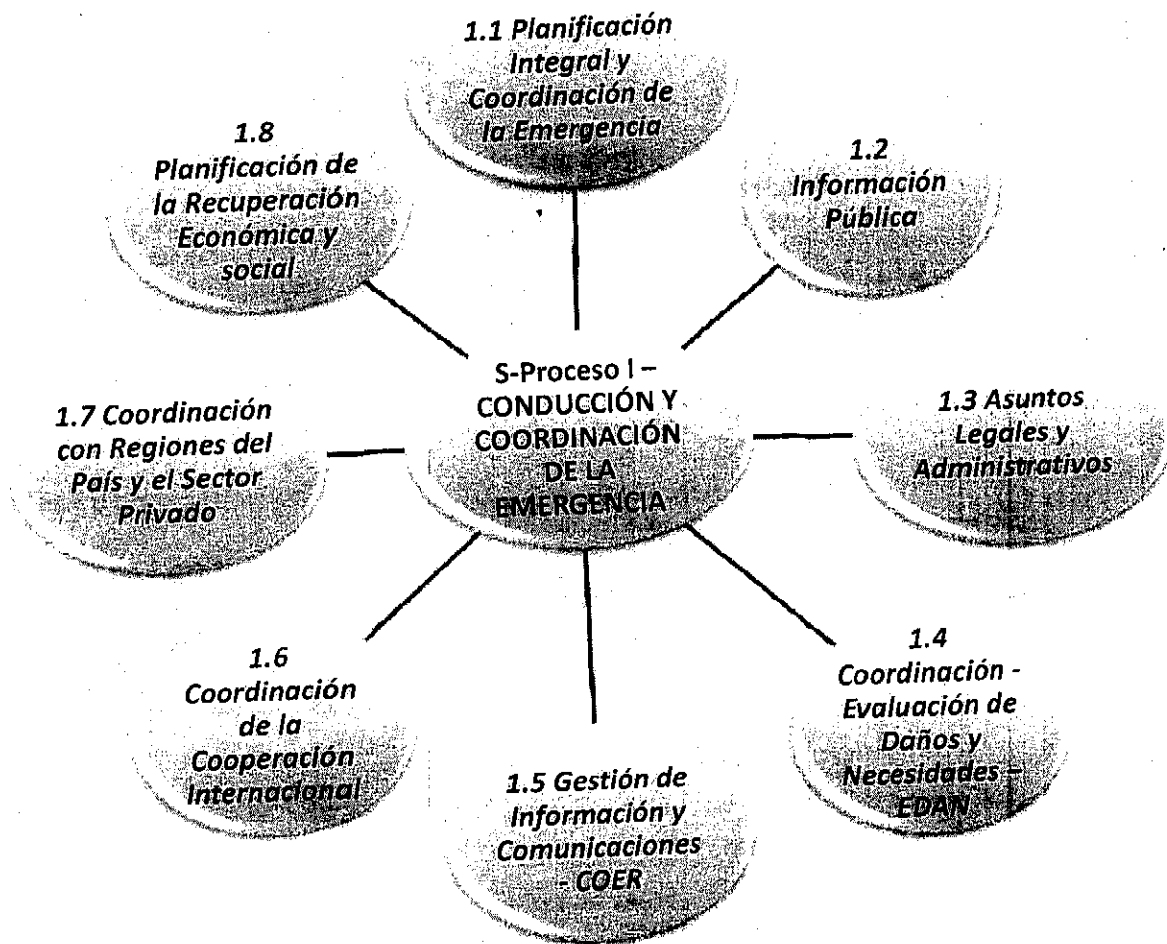 1.1 Planificación
Integral y
Coordinación de
la Emergencia
1.2
Información
Pública
1.3 Asuntos
Legales y
Administrativos
1.4
Coordinación -
Evaluación de
Daños y
Necesidades –
EDAN
1.5 Gestión de
Información y
Comunicaciones
- COER
1.6
Coordinación
de la
Cooperación
Internacional
1.7 Coordinación
con Regiones del
País y el Sector
Privado
1.8
Planificación de
la Recuperación
Económica y
social
S-Proceso I –
CONDUCCIÓN Y
COORDINACIÓN
DE LA
EMERGENCIA